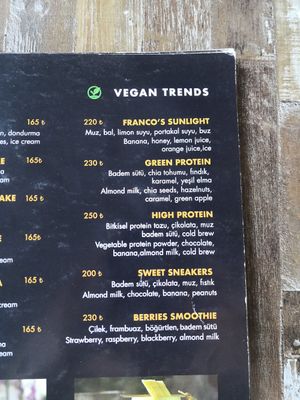 VEGAN TRENDS
165 ₺
n, dondurma
es, ice cream
165₺
cream
AKE 165 ₺
165₺
cream
165 ₺
cream
165 ₺
cream
220 ₺ FRANCO'S SUNLIGHT
Muz, bal, limon suyu, portakal suyu, buz
Banana, honey, lemon juice,
orange juice,ice
230 ₺ GREEN PROTEIN
Badem sütü, chia tohumu, fındık,
karamel, yeşil elma
Almond milk, chia seeds, hazelnuts,
caramel, green apple
250 ₺ HIGH PROTEIN
Bitkisel protein tozu, çikolata, muz
badem sütü, cold brew
Vegetable protein powder, chocolate,
banana,almond milk, cold brew
200 ₺ SWEET SNEAKERS
Badem sütü, çikolata, muz, fıstık
Almond milk, chocolate, banana, peanuts
230 ₺ BERRIES SMOOTHIE
Çilek, frambuaz, böğürtlen, badem sütü
Strawberry, raspberry, blackberry, almond milk